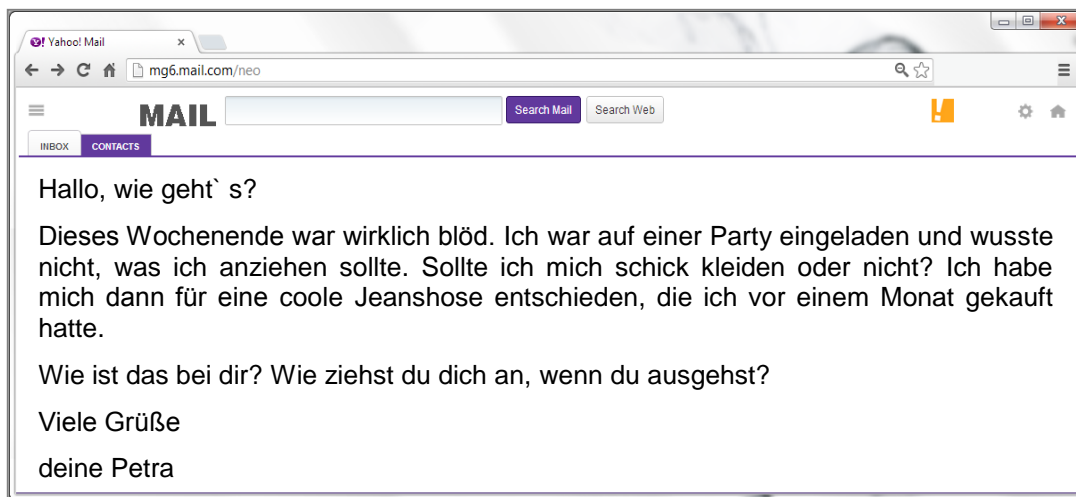 Yahoo! Mail
mg6.mail.com/neo
MAIL
Search Mail
Search Web
INBOX
CONTACTS
Hallo, wie geht` s?
Dieses Wochenende war wirklich blöd. Ich war auf einer Party eingeladen und wusste
nicht, was ich anziehen sollte. Sollte ich mich schick kleiden oder nicht? Ich habe
mich dann für eine coole Jeanshose entschieden, die ich vor einem Monat gekauft
hatte.
Wie ist das bei dir? Wie ziehst du dich an, wenn du ausgehst?
Viele Grüße
deine Petra